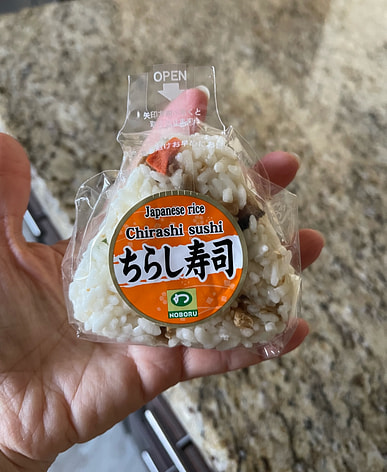 OPEN
Japanese rice
Chirashi sushi
ちらし寿司
NOBORU